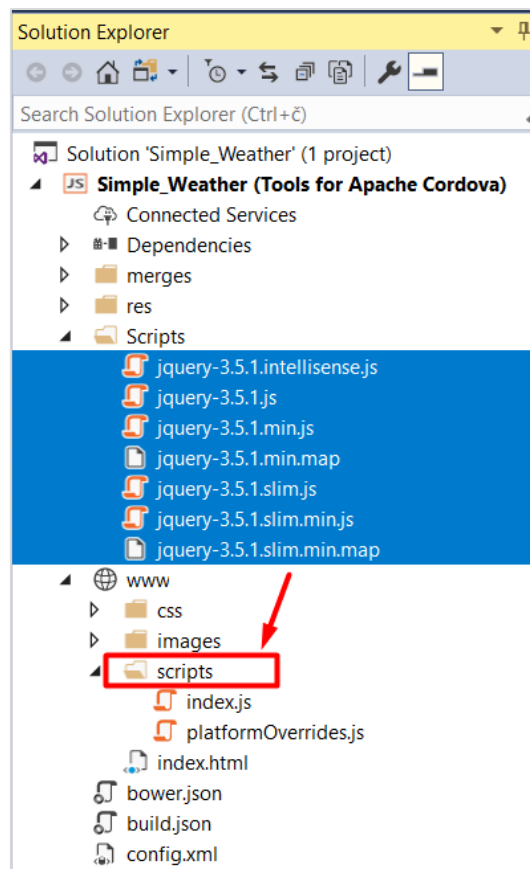 Solution Explorer
Search Solution Explorer (Ctrl+č)
Solution 'Simple_Weather' (1 project)
JS Simple_Weather (Tools for Apache Cordova)
Connected Services
Dependencies
merges
res
Scripts
jquery-3.5.1.intellisense.js
jquery-3.5.1.js
jquery-3.5.1.min.js
jquery-3.5.1.min.map
jquery-3.5.1.slim.js
jquery-3.5.1.slim.min.js
jquery-3.5.1.slim.min.map
www
css
images
scripts
index.js
platformOverrides.js
index.html
bower.json
build.json
config.xml